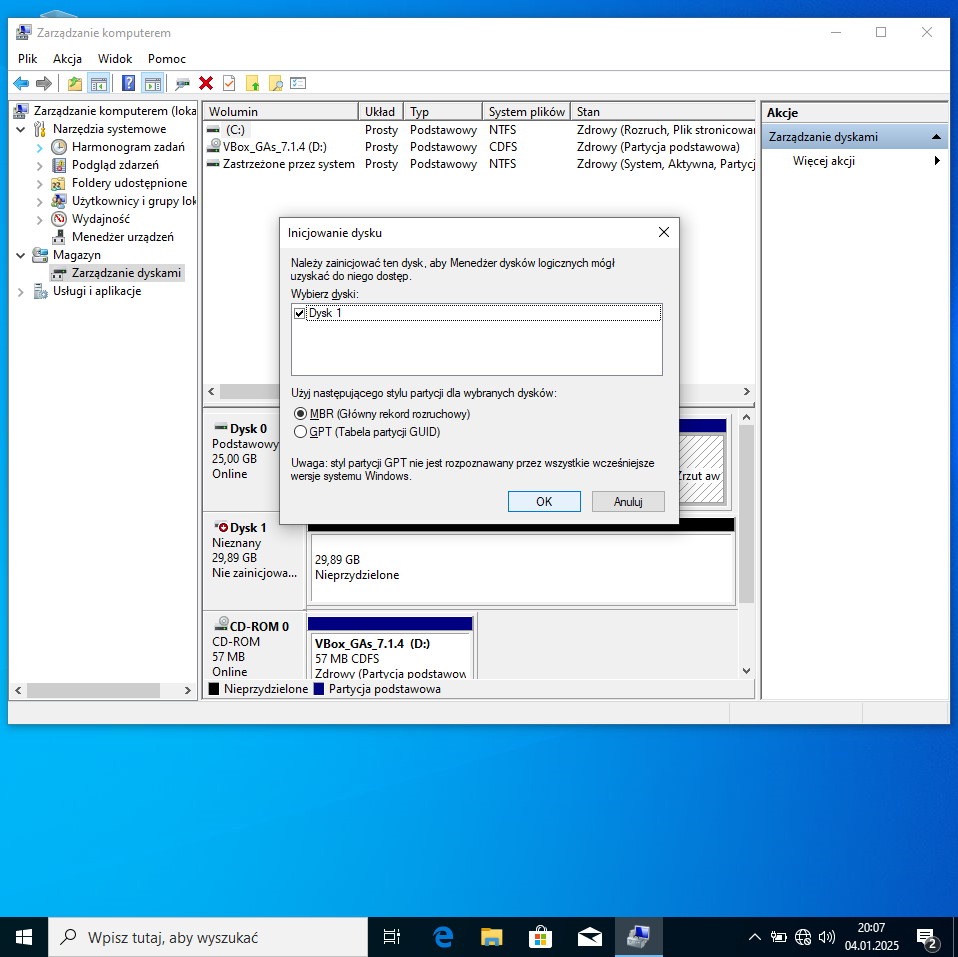 Zarządzanie komputerem
Plik Akcja Widok Pomoc
Zarządzanie komputerem (loka
Narzędzia systemowe
Harmonogram zadań
Podgląd zdarzeń
Foldery udostępnione
Użytkownicy i grupy lok
Wydajność
Menedżer urządzeń
Magazyn
Zarządzanie dyskami
Usługi i aplikacje
Wolumin Układ Typ System plików Stan
(C:) Prosty Podstawowy NTFS Zdrowy (Rozruch, Plik stronicowan
VBox_GAs_7.1.4 (D:) Prosty Podstawowy CDFS Zdrowy (Partycja podstawowa)
Zastrzeżone przez system Prosty Podstawowy NTFS Zdrowy (System, Aktywna, Partycj
Akcje
Zarządzanie dyskami
Więcej akcji
Inicjowanie dysku
Należy zainicjować ten dysk, aby Menedżer dysków logicznych mógł
uzyskać do niego dostęp.
Wybierz dyski:
Dysk 1
Użyj następującego stylu partycji dla wybranych dysków:
MBR (Główny rekord rozruchowy)
GPT (Tabela partycji GUID)
Uwaga: styl partycji GPT nie jest rozpoznawany przez wszystkie wcześniejsze
wersje systemu Windows.
OK Anuluj
Dysk 0
Podstawowy
25,00 GB
Online
Zrzut aw
Dysk 1
Nieznany
29,89 GB
Nie zainicjowa...
29,89 GB
Nieprzydzielone
CD-ROM 0
CD-ROM
57 MB
Online
VBox_GAs_7.1.4 (D:)
57 MB CDFS
Zdrowy (Partycja podstawow
Nieprzydzielone Partycja podstawowa
Wpisz tutaj, aby wyszukać
20:07
04.01.2025
2